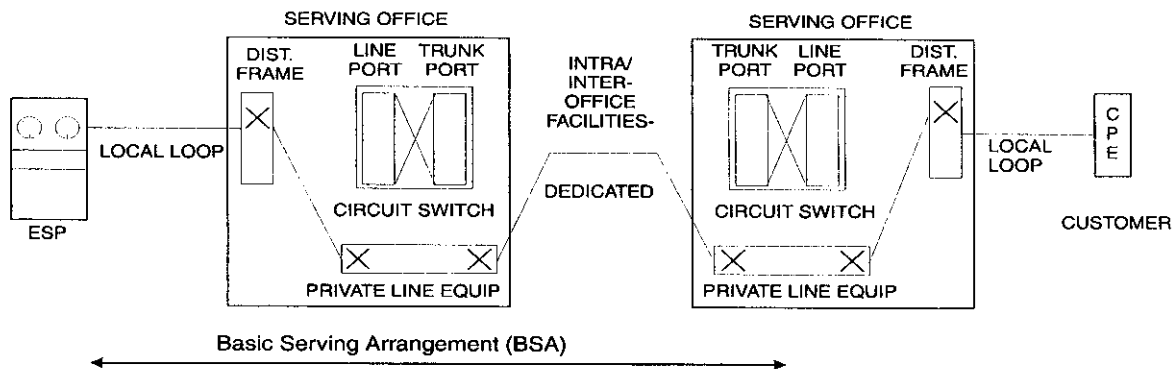 SERVING OFFICE
DIST.
FRAME
LINE
PORT
TRUNK
PORT
LOCAL LOOP
ESP
CIRCUIT SWITCH
PRIVATE LINE EQUIP
INTRA/
INTER-
OFFICE
FACILITIES-
DEDICATED
SERVING OFFICE
TRUNK
PORT
LINE
PORT
DIST.
FRAME
CIRCUIT SWITCH
PRIVATE LINE EQUIP
LOCAL
LOOP
C
P
E
CUSTOMER
Basic Serving Arrangement (BSA)